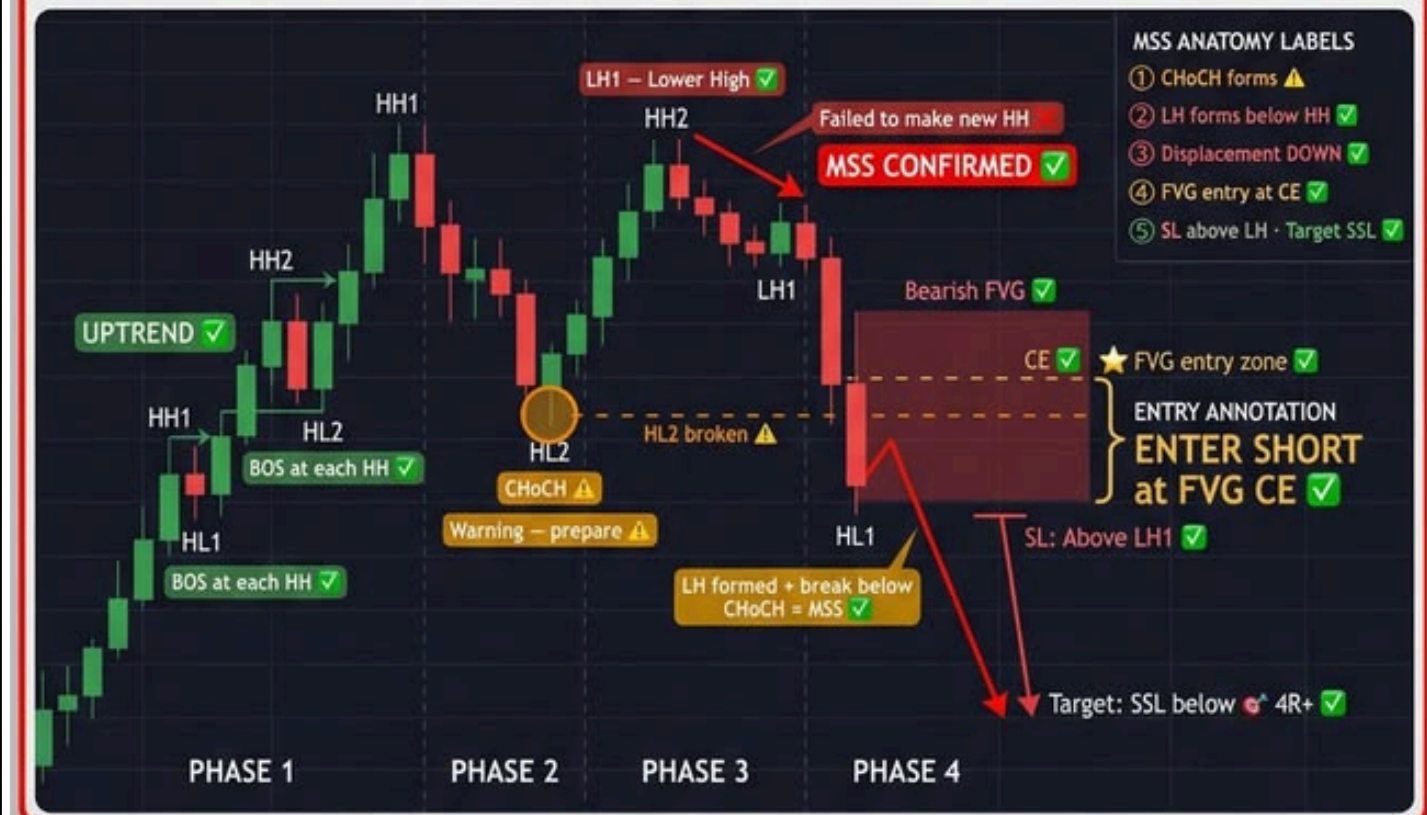 MSS ANATOMY LABELS
① CHoCH forms ⚠️
② LH forms below HH ✅
③ Displacement DOWN ✅
④ FVG entry at CE ✅
⑤ SL above LH · Target SSL ✅
LH1 – Lower High ✅
HH1
HH2
Failed to make new HH ❌
MSS CONFIRMED ✅
HH2
LH1
Bearish FVG ✅
UPTREND ✅
CE ✅
⭐ FVG entry zone ✅
HH1
HL2
ENTRY ANNOTATION
ENTER SHORT
at FVG CE ✅
HL2 broken ⚠️
HL2
BOS at each HH ✅
CHoCH ⚠️
Warning – prepare ⚠️
HL1
HL1
SL: Above LH1 ✅
BOS at each HH ✅
LH formed + break below
CHoCH = MSS ✅
Target: SSL below 🎯 4R+ ✅
PHASE 1
PHASE 2
PHASE 3
PHASE 4